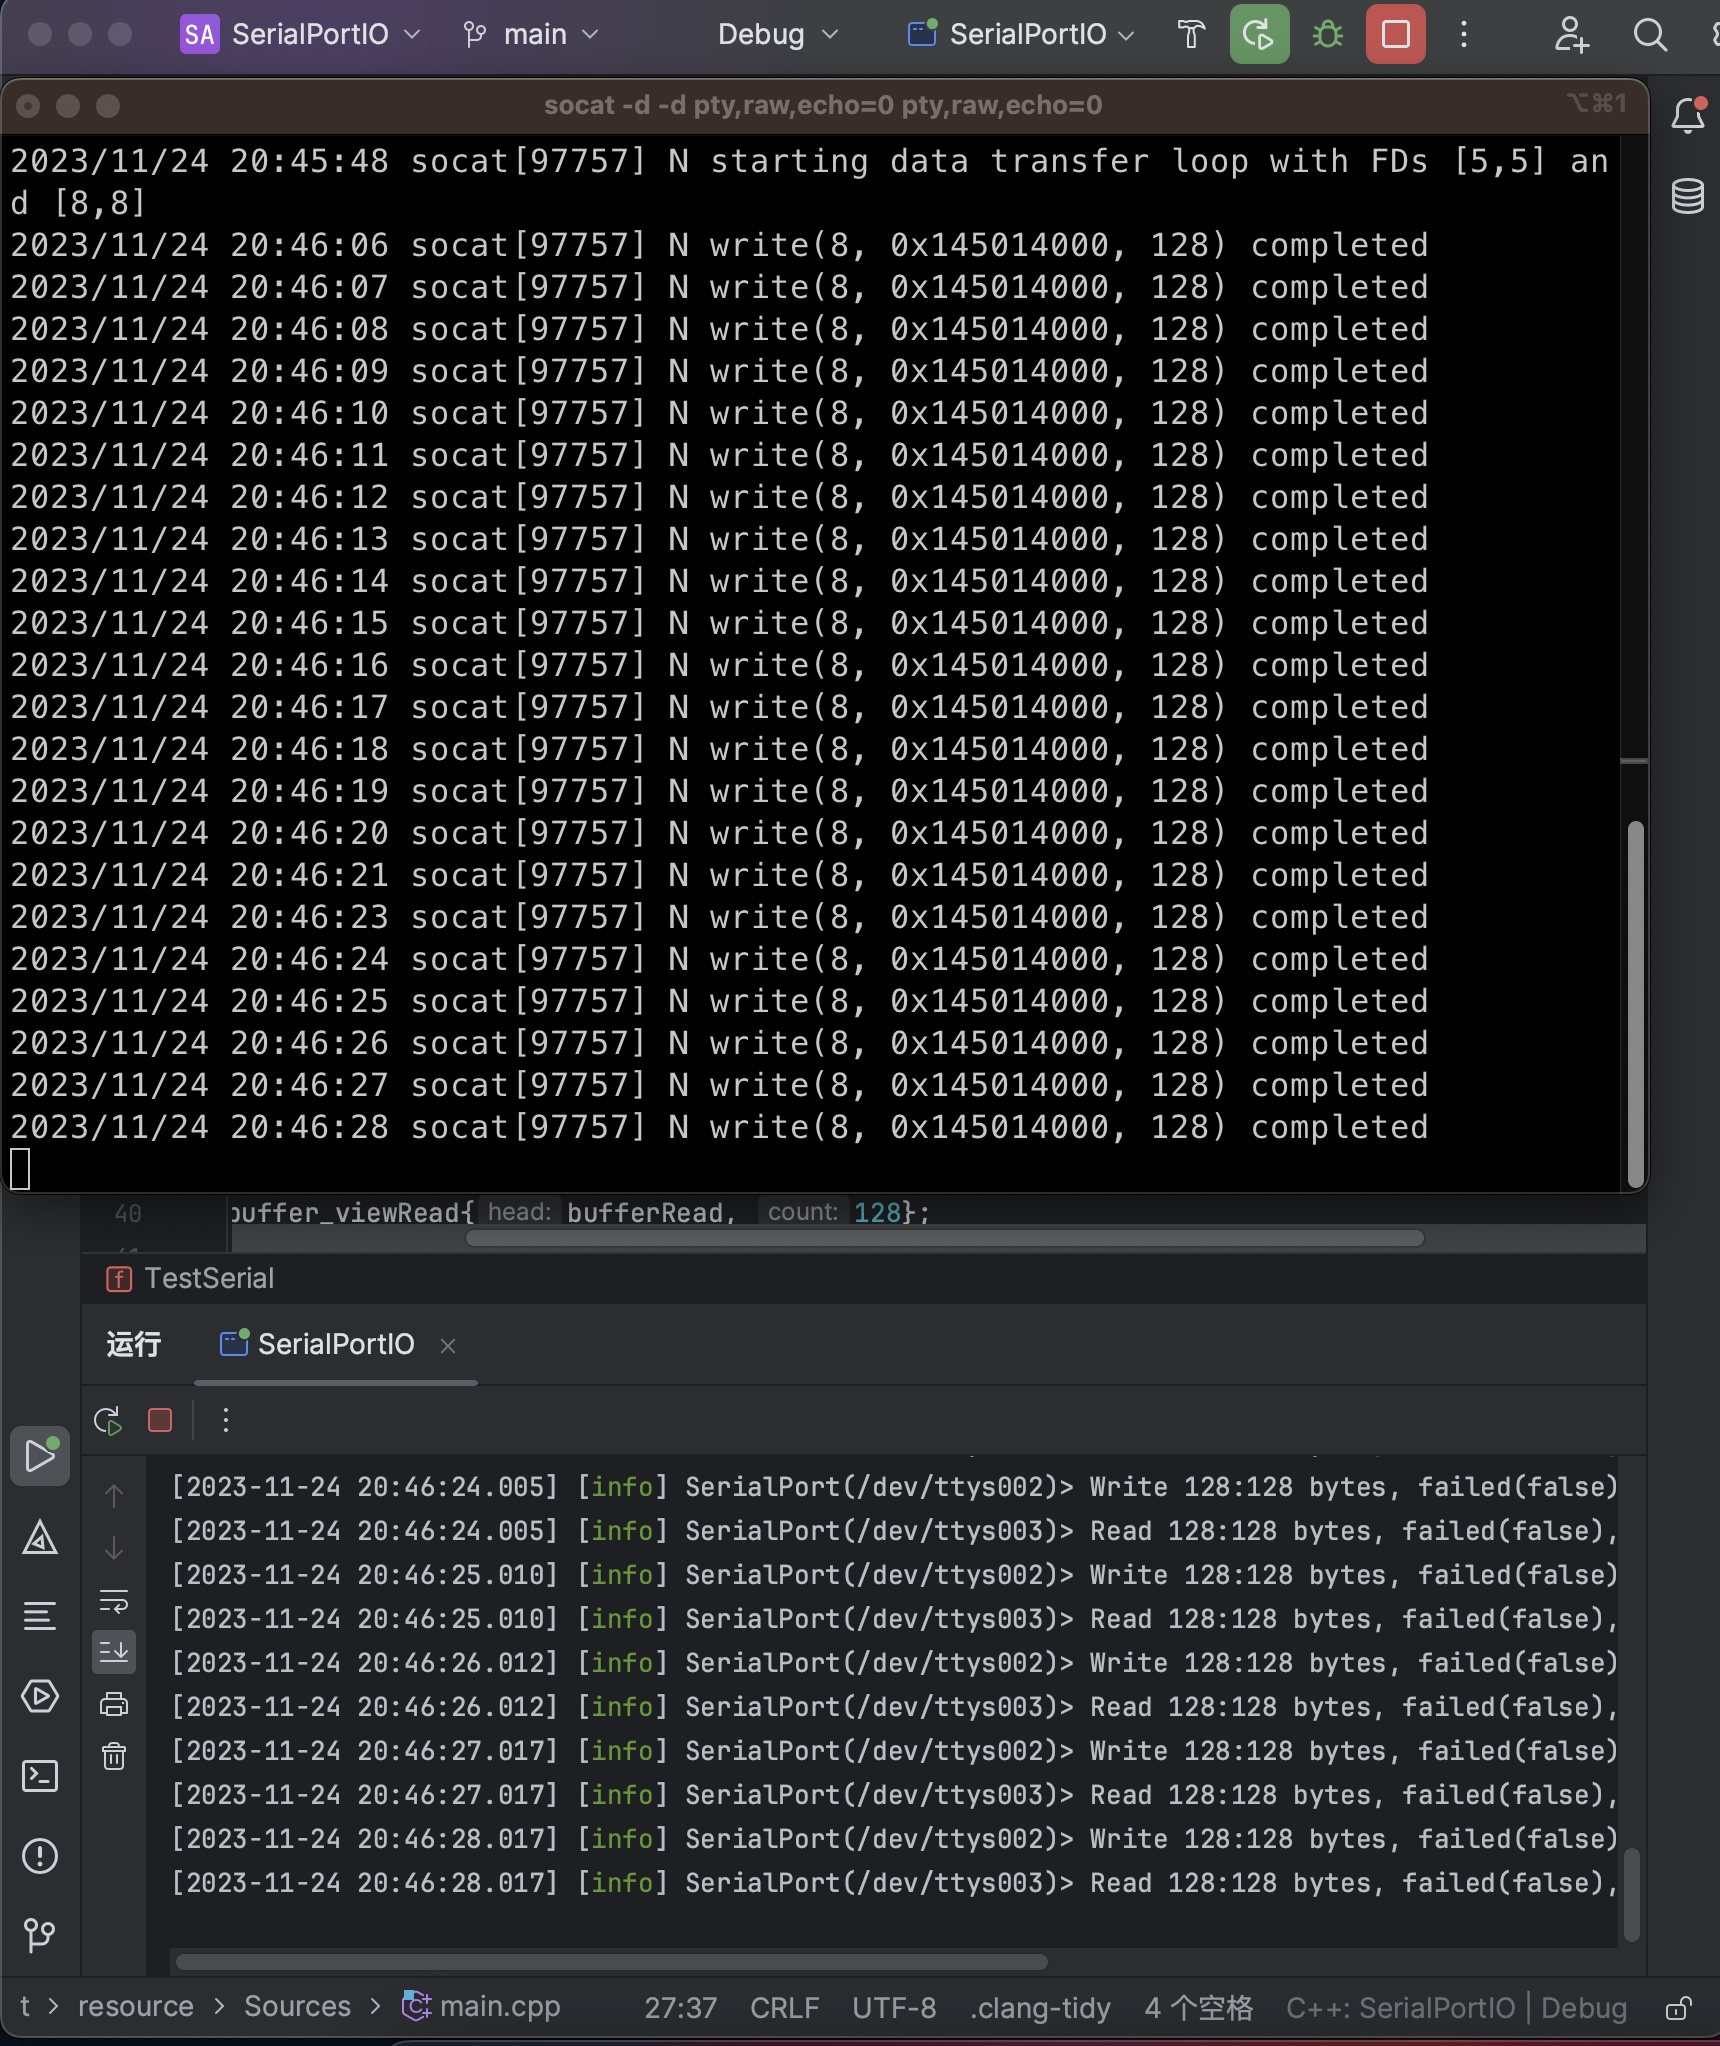 SA SerialPortIO main Debug SerialPortIO
socat -d -d pty,raw,echo=0 pty,raw,echo=0 ⌥⌘1
2023/11/24 20:45:48 socat[97757] N starting data transfer loop with FDs [5,5] an
d [8,8]
2023/11/24 20:46:06 socat[97757] N write(8, 0x145014000, 128) completed
2023/11/24 20:46:07 socat[97757] N write(8, 0x145014000, 128) completed
2023/11/24 20:46:08 socat[97757] N write(8, 0x145014000, 128) completed
2023/11/24 20:46:09 socat[97757] N write(8, 0x145014000, 128) completed
2023/11/24 20:46:10 socat[97757] N write(8, 0x145014000, 128) completed
2023/11/24 20:46:11 socat[97757] N write(8, 0x145014000, 128) completed
2023/11/24 20:46:12 socat[97757] N write(8, 0x145014000, 128) completed
2023/11/24 20:46:13 socat[97757] N write(8, 0x145014000, 128) completed
2023/11/24 20:46:14 socat[97757] N write(8, 0x145014000, 128) completed
2023/11/24 20:46:15 socat[97757] N write(8, 0x145014000, 128) completed
2023/11/24 20:46:16 socat[97757] N write(8, 0x145014000, 128) completed
2023/11/24 20:46:17 socat[97757] N write(8, 0x145014000, 128) completed
2023/11/24 20:46:18 socat[97757] N write(8, 0x145014000, 128) completed
2023/11/24 20:46:19 socat[97757] N write(8, 0x145014000, 128) completed
2023/11/24 20:46:20 socat[97757] N write(8, 0x145014000, 128) completed
2023/11/24 20:46:21 socat[97757] N write(8, 0x145014000, 128) completed
2023/11/24 20:46:23 socat[97757] N write(8, 0x145014000, 128) completed
2023/11/24 20:46:24 socat[97757] N write(8, 0x145014000, 128) completed
2023/11/24 20:46:25 socat[97757] N write(8, 0x145014000, 128) completed
2023/11/24 20:46:26 socat[97757] N write(8, 0x145014000, 128) completed
2023/11/24 20:46:27 socat[97757] N write(8, 0x145014000, 128) completed
2023/11/24 20:46:28 socat[97757] N write(8, 0x145014000, 128) completed
40 buffer_viewRead{ head: bufferRead, count: 128};
TestSerial
运行 SerialPortIO
[2023-11-24 20:46:24.005] [info] SerialPort(/dev/ttys002)> Write 128:128 bytes, failed(false)
[2023-11-24 20:46:24.005] [info] SerialPort(/dev/ttys003)> Read 128:128 bytes, failed(false),
[2023-11-24 20:46:25.010] [info] SerialPort(/dev/ttys002)> Write 128:128 bytes, failed(false)
[2023-11-24 20:46:25.010] [info] SerialPort(/dev/ttys003)> Read 128:128 bytes, failed(false),
[2023-11-24 20:46:26.012] [info] SerialPort(/dev/ttys002)> Write 128:128 bytes, failed(false)
[2023-11-24 20:46:26.012] [info] SerialPort(/dev/ttys003)> Read 128:128 bytes, failed(false),
[2023-11-24 20:46:27.017] [info] SerialPort(/dev/ttys002)> Write 128:128 bytes, failed(false)
[2023-11-24 20:46:27.017] [info] SerialPort(/dev/ttys003)> Read 128:128 bytes, failed(false),
[2023-11-24 20:46:28.017] [info] SerialPort(/dev/ttys002)> Write 128:128 bytes, failed(false)
[2023-11-24 20:46:28.017] [info] SerialPort(/dev/ttys003)> Read 128:128 bytes, failed(false),
t > resource > Sources > main.cpp 27:37 CRLF UTF-8 .clang-tidy 4 个空格 C++: SerialPortIO | Debug